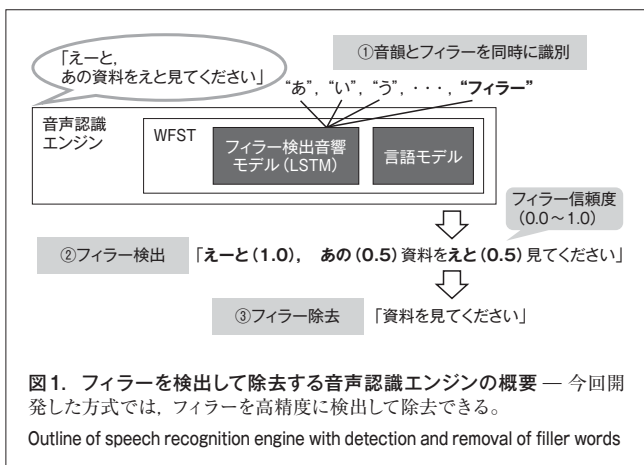 「えーと,
あの資料をえと見てください」
①音韻とフィラーを同時に識別
“あ”, “い”, “う”, ・・・, “フィラー”
音声認識
エンジン
WFST
フィラー検出音響
モデル(LSTM)
言語モデル
フィラー信頼度
(0.0〜1.0)
②フィラー検出 「えーと(1.0), あの(0.5)資料をえと(0.5)見てください」
③フィラー除去 「資料を見てください」
図1. フィラーを検出して除去する音声認識エンジンの概要 — 今回開
発した方式では, フィラーを高精度に検出して除去できる。
Outline of speech recognition engine with detection and removal of filler words